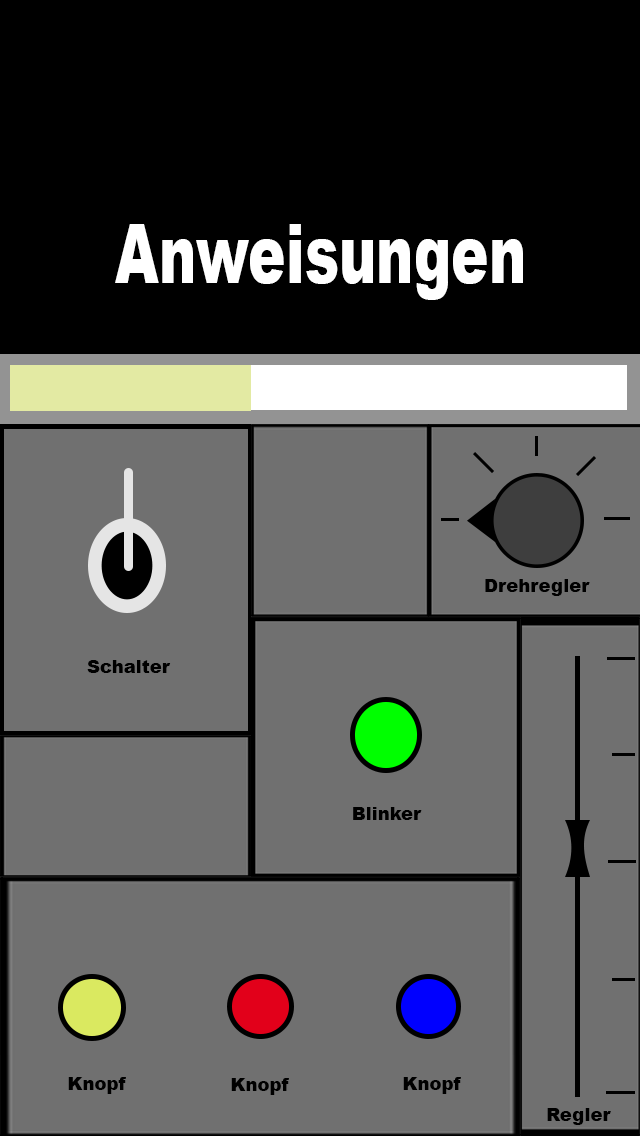 Anweisungen
Drehregler
Schalter
Blinker
Knopf
Knopf
Knopf
Regler